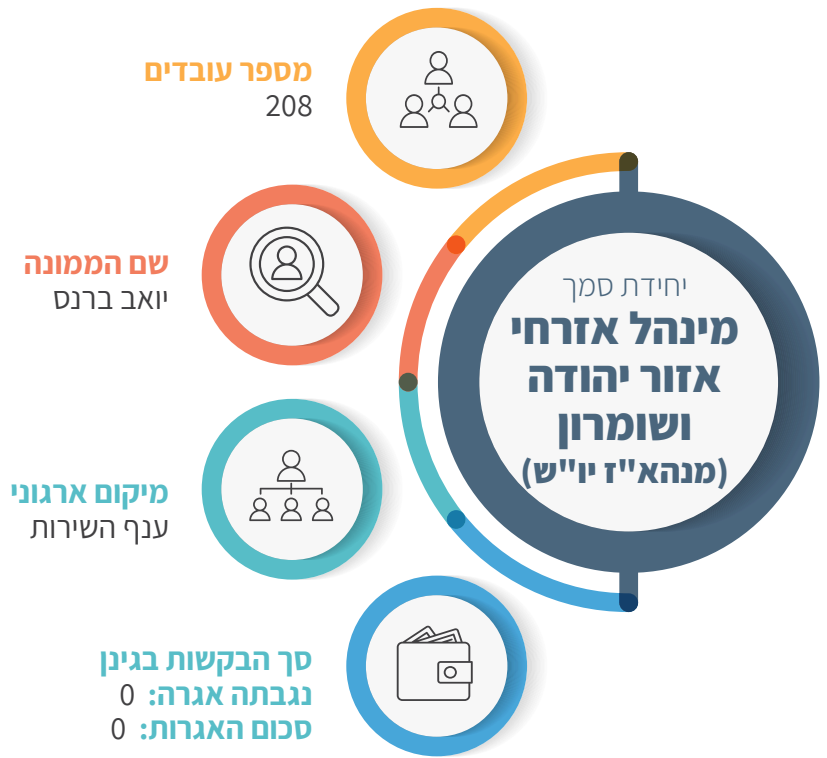 יחידת סמך
מינהל אזרחי
אזור יהודה
ושומרון
(מנהא"ז יו"ש)
מספר עובדים
208
שם הממונה
יואב ברנס
מיקום ארגוני
ענף השירות
סך הבקשות בגינן
נגבתה אגרה: 0
סכום האגרות: 0